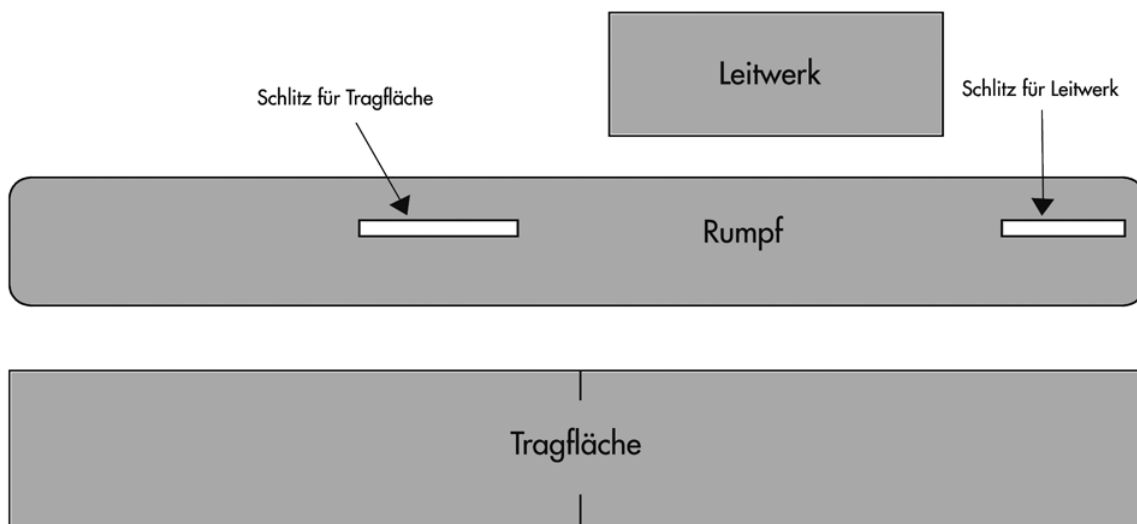 Leitwerk
Schlitz für Tragfläche
Schlitz für Leitwerk
Rumpf
Tragfläche